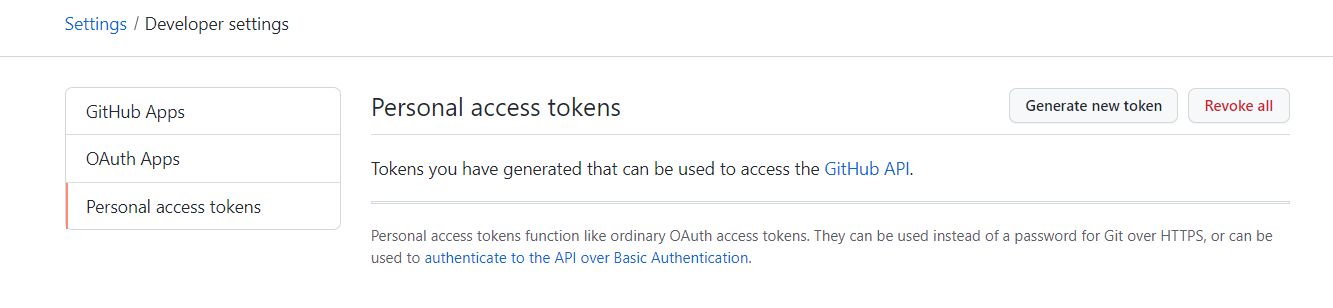 Settings / Developer settings
GitHub Apps
OAuth Apps
Personal access tokens
Personal access tokens
Generate new token
Revoke all
Tokens you have generated that can be used to access the GitHub API.
Personal access tokens function like ordinary OAuth access tokens. They can be used instead of a password for Git over HTTPS, or can be
used to authenticate to the API over Basic Authentication.